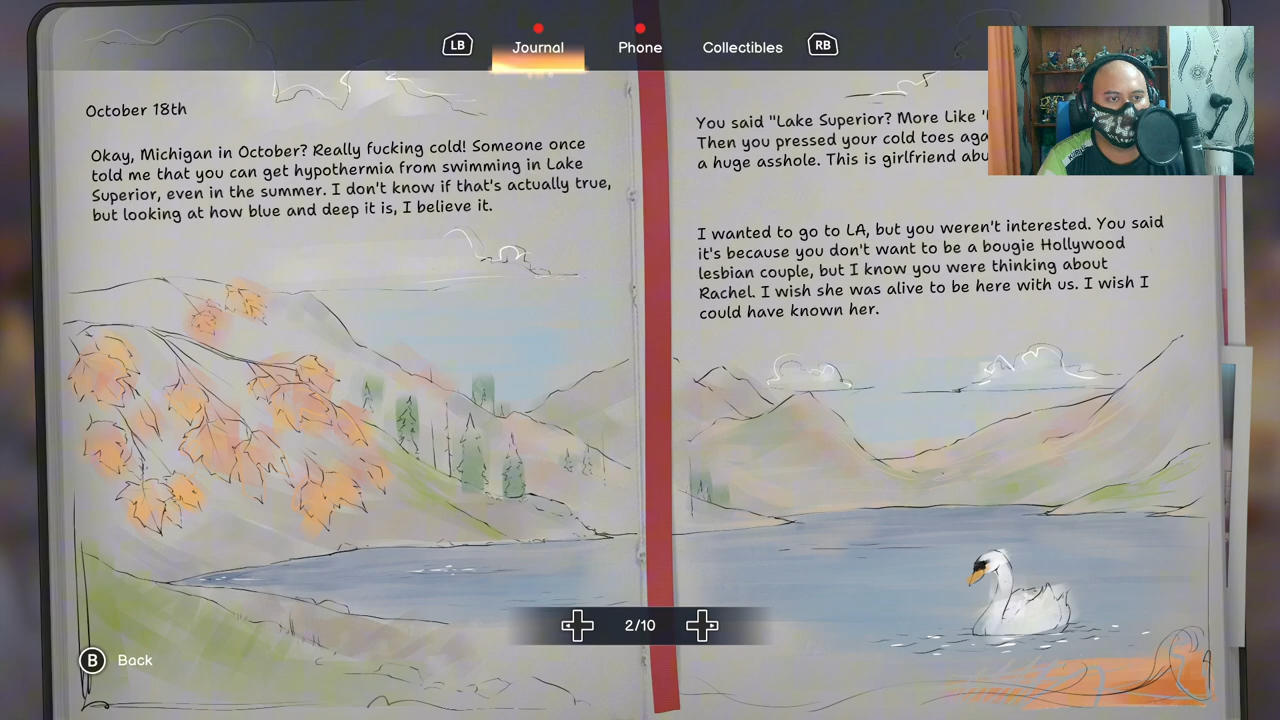 LB Journal Phone Collectibles RB
October 18th
Okay, Michigan in October? Really fucking cold! Someone once
told me that you can get hypothermia from swimming in Lake
Superior, even in the summer. I don't know if that's actually true,
but looking at how blue and deep it is, I believe it.
You said "Lake Superior? More Like
Then you pressed your cold toes
a huge asshole. This is girlfriend
I wanted to go to LA, but you weren't interested. You said
it's because you don't want to be a bougie Hollywood
lesbian couple, but I know you were thinking about
Rachel. I wish she was alive to be here with us. I wish I
could have known her.
2/10
B Back